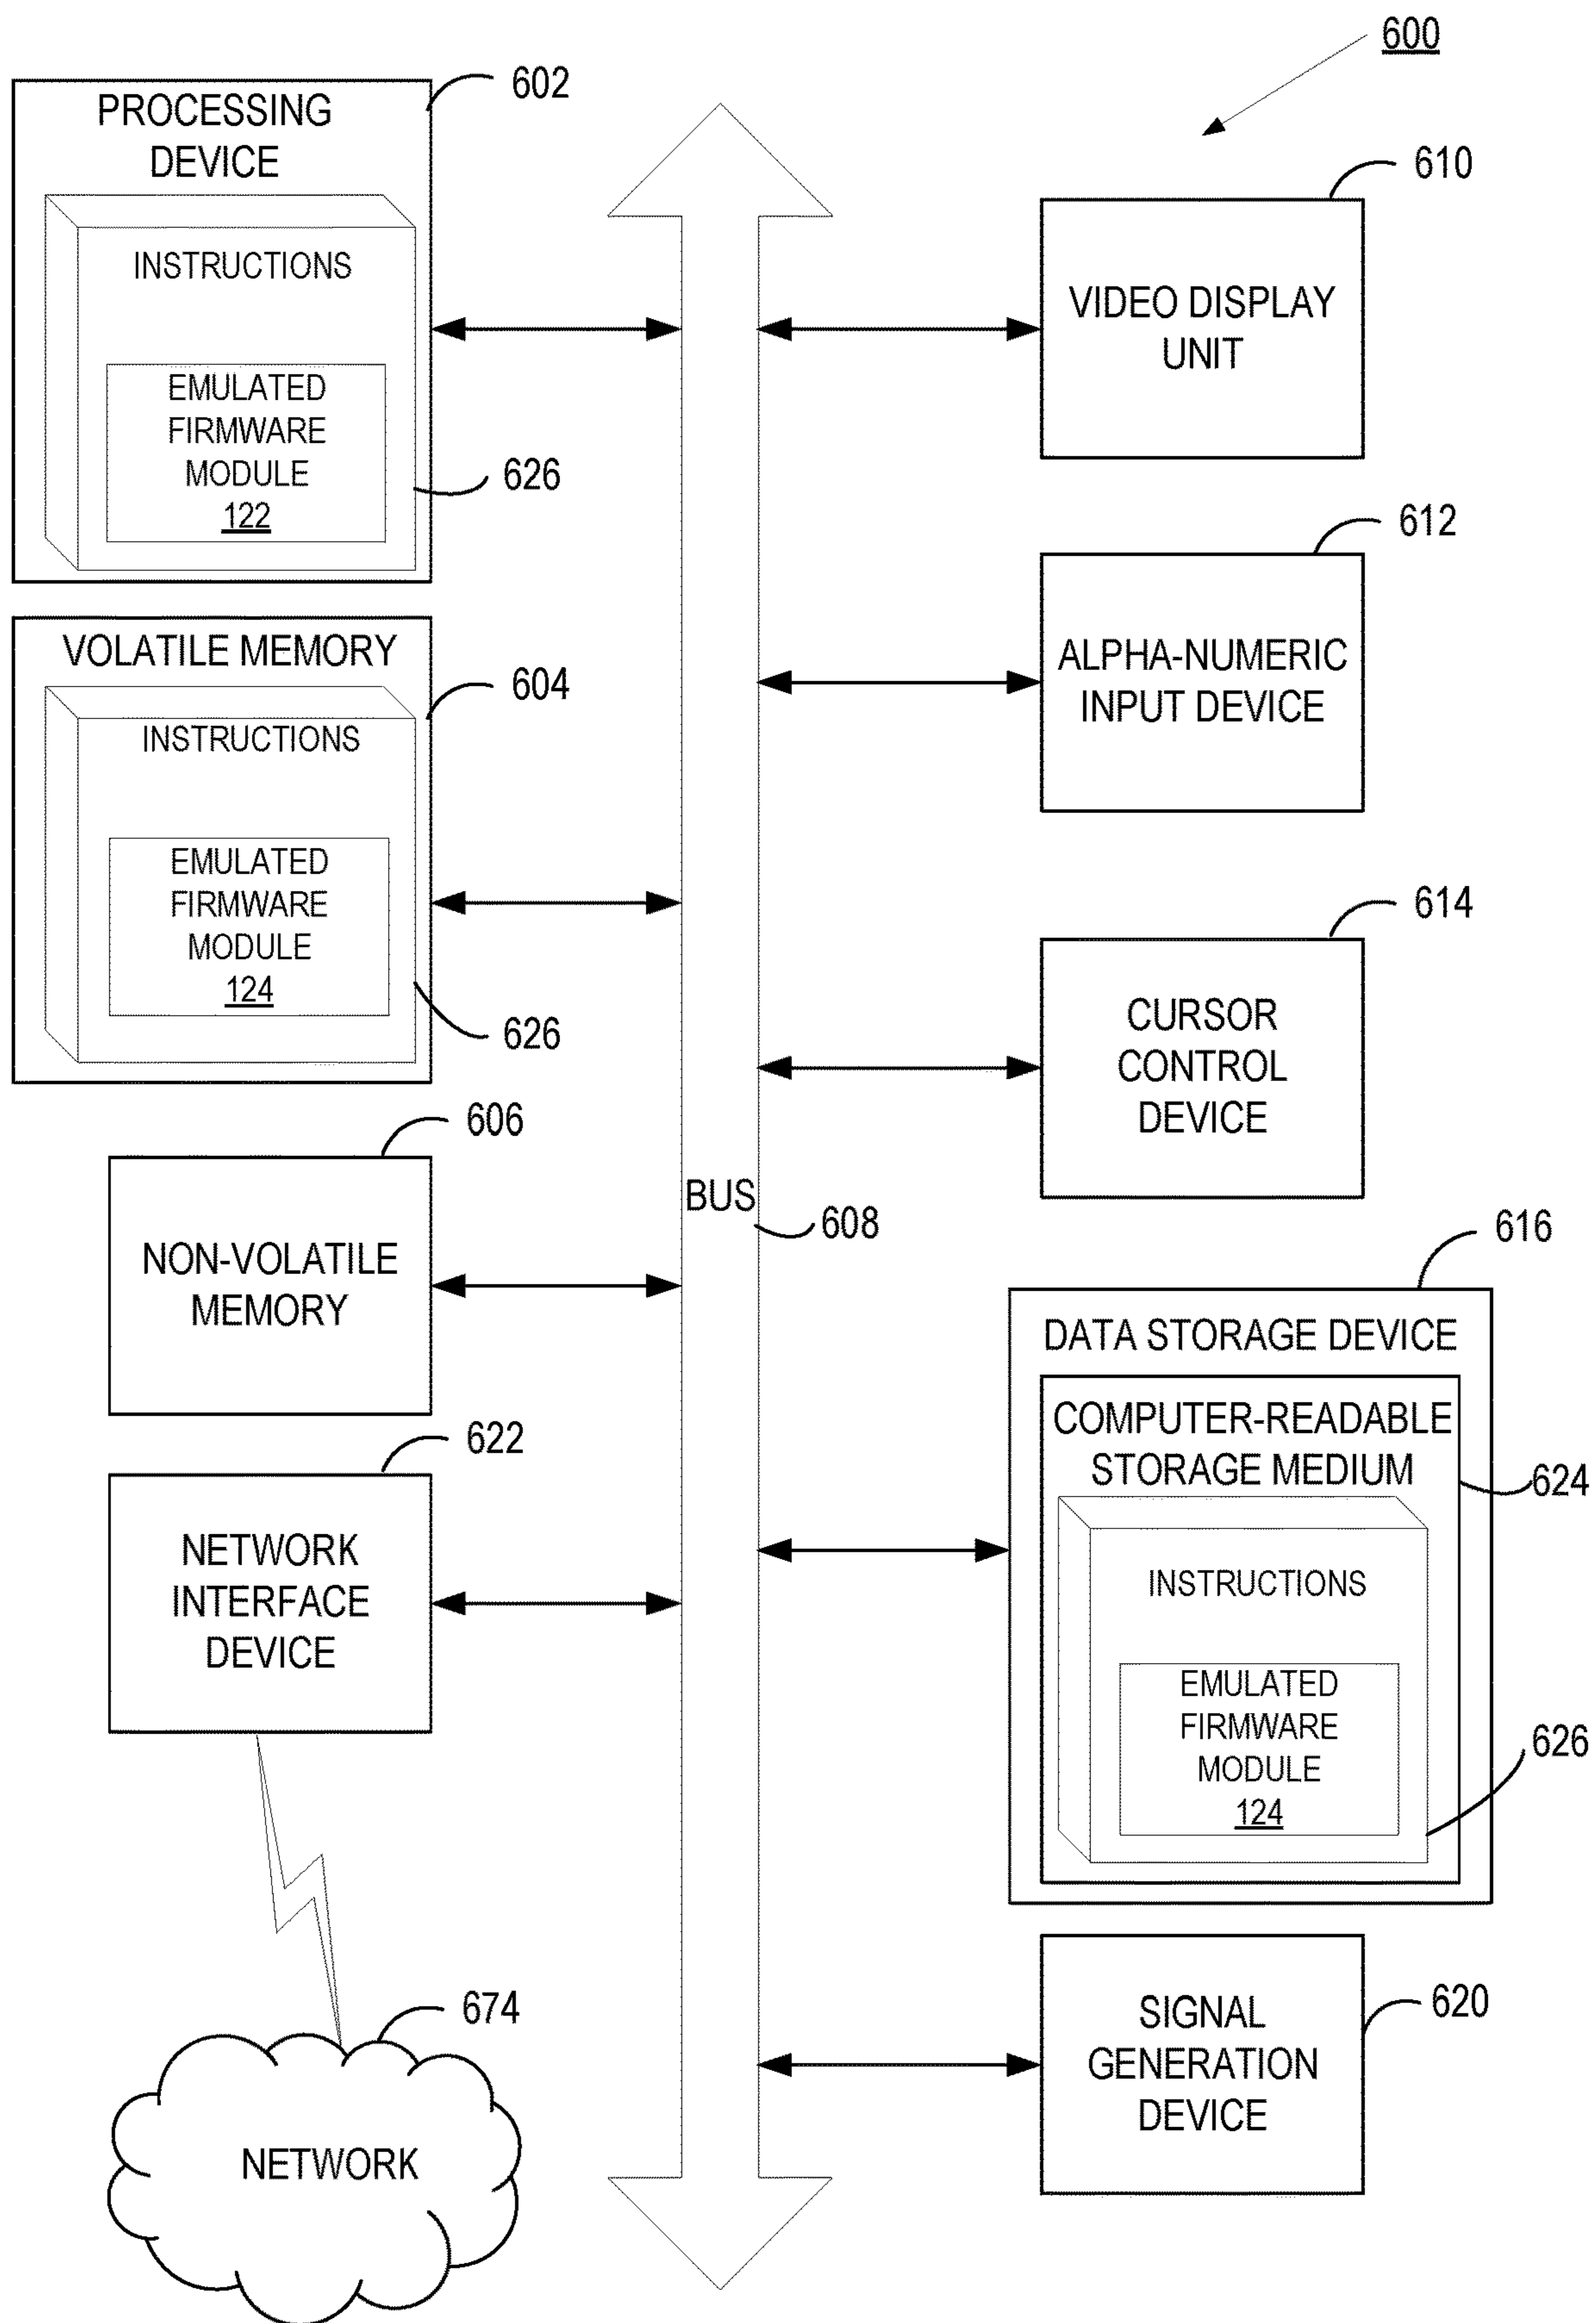 600
602
PROCESSING
DEVICE
INSTRUCTIONS
EMULATED
FIRMWARE
MODULE
122
626
VOLATILE MEMORY
604
INSTRUCTIONS
EMULATED
FIRMWARE
MODULE
124
626
606
NON-VOLATILE
MEMORY
622
NETWORK
INTERFACE
DEVICE
674
NETWORK
BUS
608
610
VIDEO DISPLAY
UNIT
612
ALPHA-NUMERIC
INPUT DEVICE
614
CURSOR
CONTROL
DEVICE
616
DATA STORAGE DEVICE
COMPUTER-READABLE
STORAGE MEDIUM
624
INSTRUCTIONS
EMULATED
FIRMWARE
MODULE
124
626
SIGNAL
GENERATION
DEVICE
620